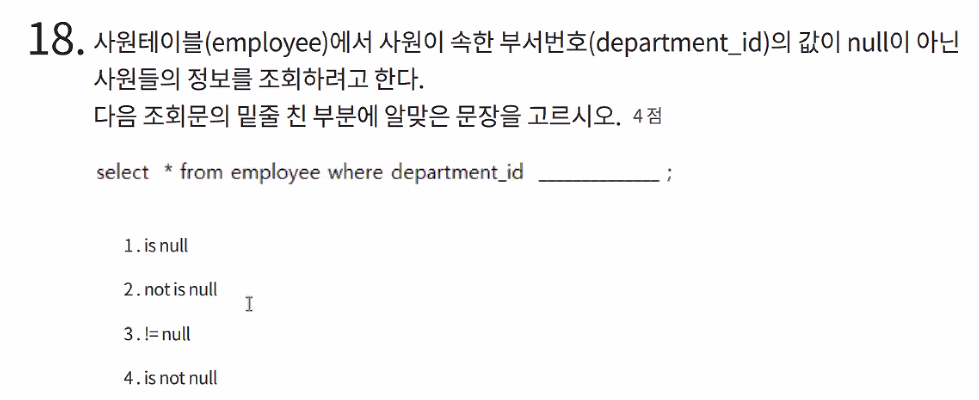 18. 사원테이블(employee)에서 사원이 속한 부서번호(department_id)의 값이 null이 아닌
사원들의 정보를 조회하려고 한다.
다음 조회문의 밑줄 친 부분에 알맞은 문장을 고르시오. 4점
select * from employee where department_id ______________ ;
1. is null
2. not is null
3. != null
4. is not null